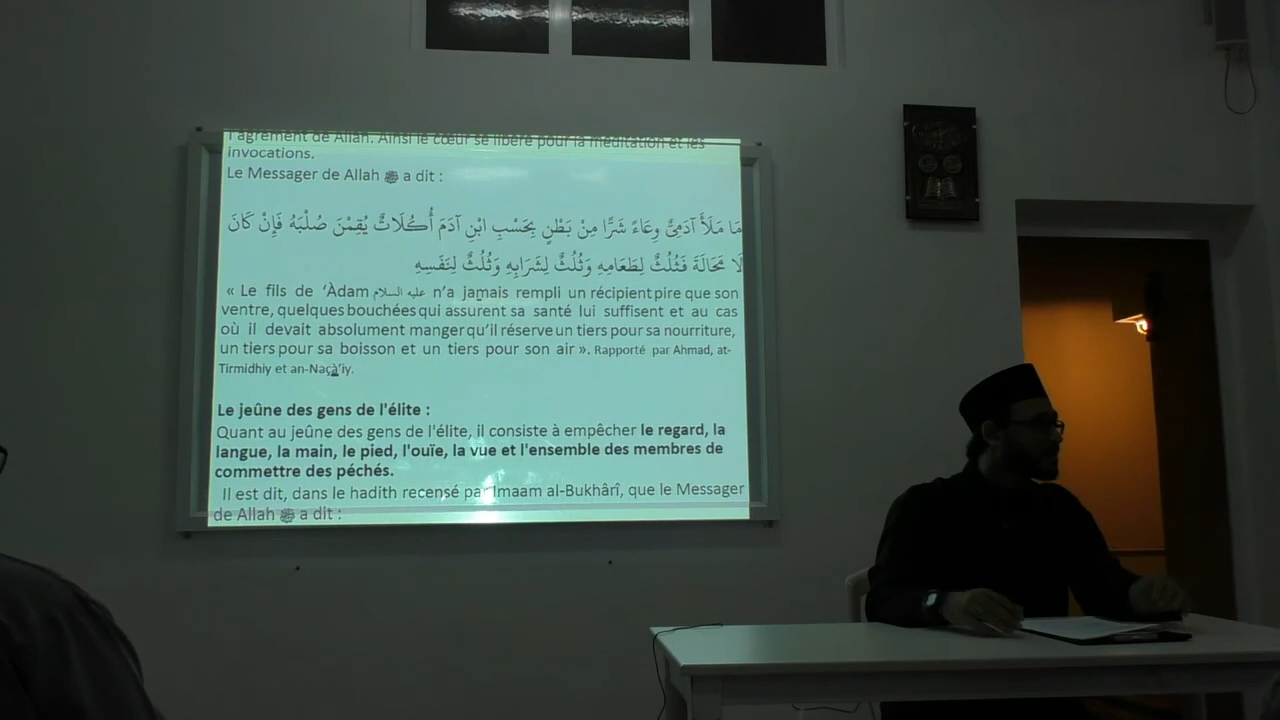 l'agrément de Allah. Ainsi le cœur se libère pour la méditation et les
invocations.
Le Messager de Allah ﷺ a dit :
مَا مَلَأَ آدَمِيٌّ وِعَاءً شَرًّا مِنْ بَطْنٍ بِحَسْبِ ابْنِ آدَمَ أُكُلَاتٌ يُقِمْنَ صُلْبَهُ فَإِنْ كَانَ
لَا مَحَالَةَ فَثُلُثٌ لِطَعَامِهِ وَثُلُثٌ لِشَرَابِهِ وَثُلُثٌ لِنَفَسِهِ
« Le fils de ‘Àdam عليه السلام n’a jamais rempli un récipient pire que son
ventre, quelques bouchées qui assurent sa santé lui suffisent et au cas
où il devait absolument manger qu’il réserve un tiers pour sa nourriture,
un tiers pour sa boisson et un tiers pour son air ». Rapporté par Ahmad, at-
Tirmidhiy et an-Naçà’iy.
Le jeûne des gens de l'élite :
Quant au jeûne des gens de l'élite, il consiste à empêcher le regard, la
langue, la main, le pied, l'ouïe, la vue et l'ensemble des membres de
commettre des péchés.
Il est dit, dans le hadith recensé par Imaam al-Bukhârî, que le Messager
de Allah ﷺ a dit :